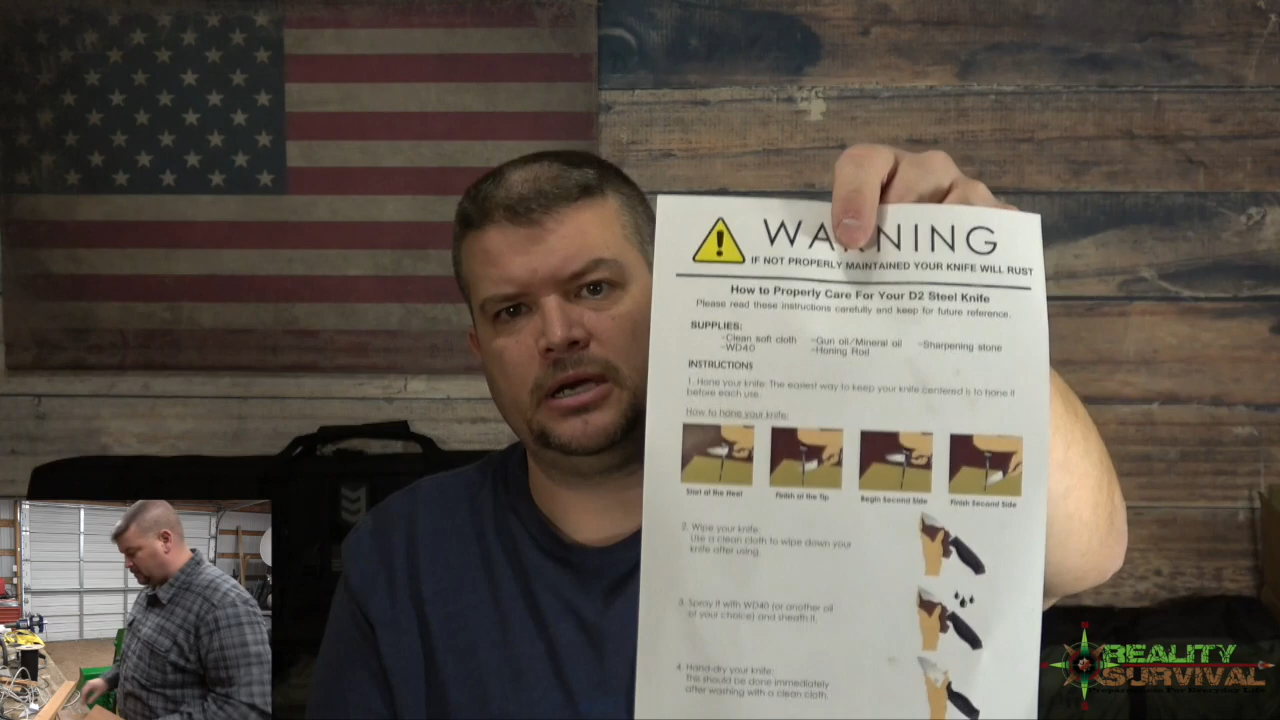 WARNING
IF NOT PROPERLY MAINTAINED YOUR KNIFE WILL RUST
How to Properly Care For Your D2 Steel Knife
Please read these instructions carefully and keep for future reference.
SUPPLIES:
-Clean soft cloth -Gun oil/Mineral oil -Sharpening stone
-WD40 -Honing Rod
INSTRUCTIONS
1. Hone your knife: The easiest way to keep your knife centered is to hone it
before each use.
How to hone your knife:
Start at the Heel Finish at the Tip Begin Second Side Finish Second Side
2. Wipe your knife:
Use a clean cloth to wipe down your
knife after using.
3. Spray it with WD40 (or another oil
of your choice) and sheath it.
4. Hand-dry your knife:
This should be done immediately
after washing with a clean cloth.
N
REALITY
SURVIVAL
Preparedness For Everyday Life